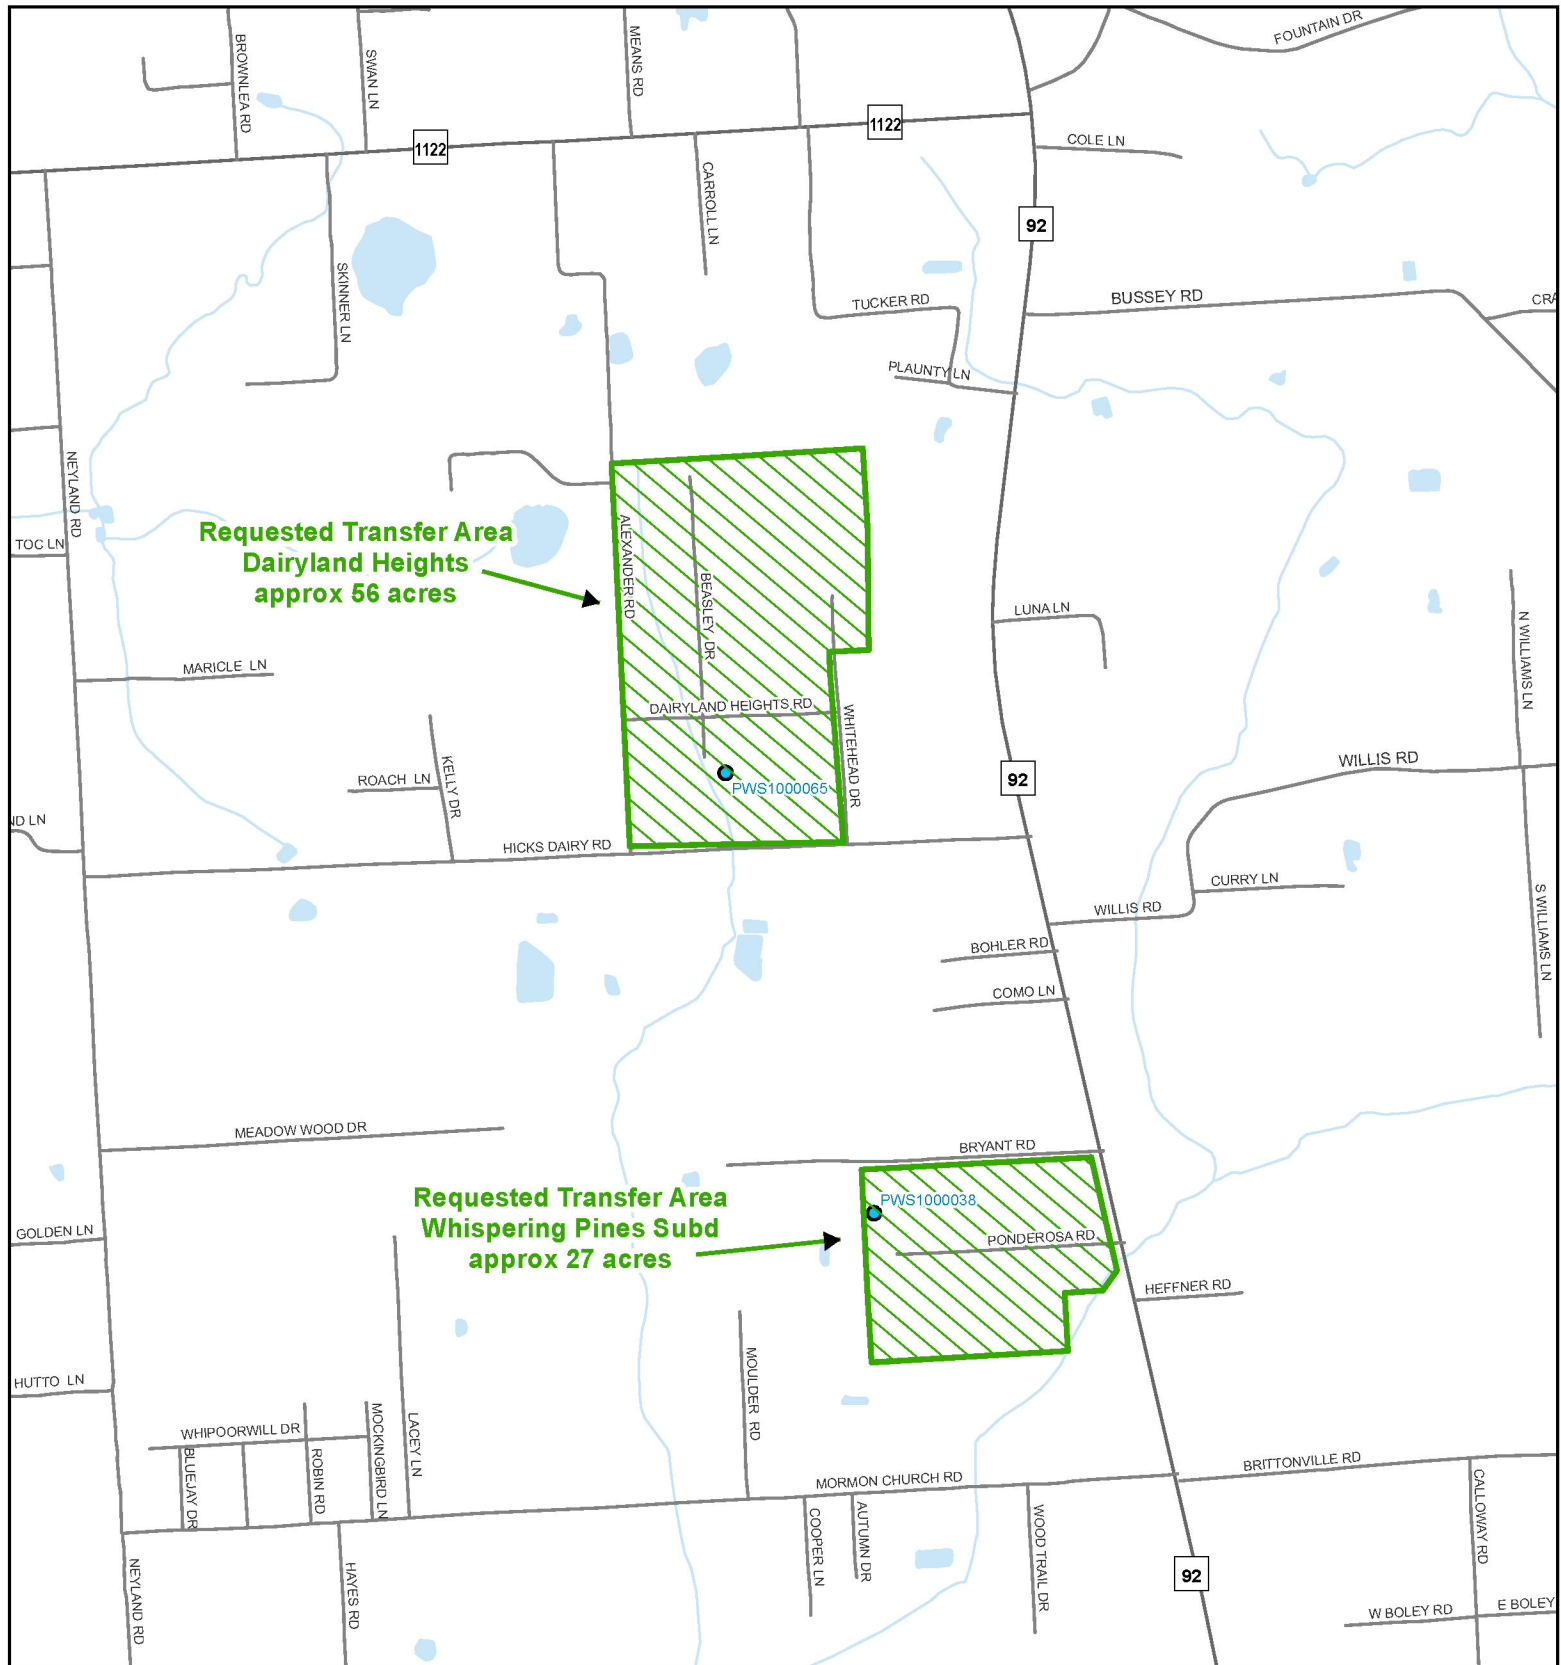 FOUNTAIN DR
BROWNLEA RD
SWAN LN
MEANS RD
1122
1122
COLE LN
CARROLL LN
92
SKINNER LN
TUCKER RD
BUSSEY RD
CRA
PLAUNTY LN
NEYLAND RD
TOC LN
Requested Transfer Area
Dairyland Heights
approx 56 acres
ALEXANDER RD
BEASLEY DR
LUNA LN
N WILLIAMS LN
MARICLE LN
DAIRYLAND HEIGHTS RD
WHITEHEAD DR
KELLY DR
ROACH LN
PWS1000065
92
WILLIS RD
ND LN
HICKS DAIRY RD
CURRY LN
WILLIS RD
S WILLIAMS LN
BOHLER RD
COMO LN
MEADOW WOOD DR
BRYANT RD
Requested Transfer Area
Whispering Pines Subd
approx 27 acres
PWS1000038
GOLDEN LN
PONDEROSA RD
HEFFNER RD
HUTTO LN
MOULDER RD
WHIPOORWILL DR
BLUEJAY DR
ROBIN RD
MOCKINGBIRD LN
LACEY LN
MORMON CHURCH RD
BRITTONVILLE RD
CALLOWAY RD
COOPER LN
AUTUMN DR
WOOD TRAIL DR
NEYLAND RD
HAYES RD
92
W BOLEY RD
E BOLEY